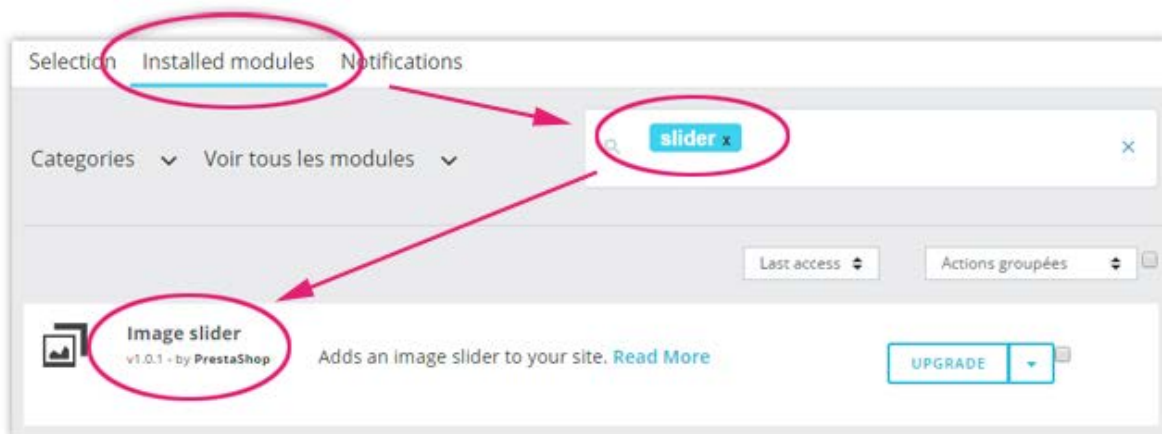 Selection Installed modules Notifications
slider x
Categories Voir tous les modules
Last access Actions groupées
Image slider
v1.0.1 - by PrestaShop
Adds an image slider to your site. Read More
UPGRADE